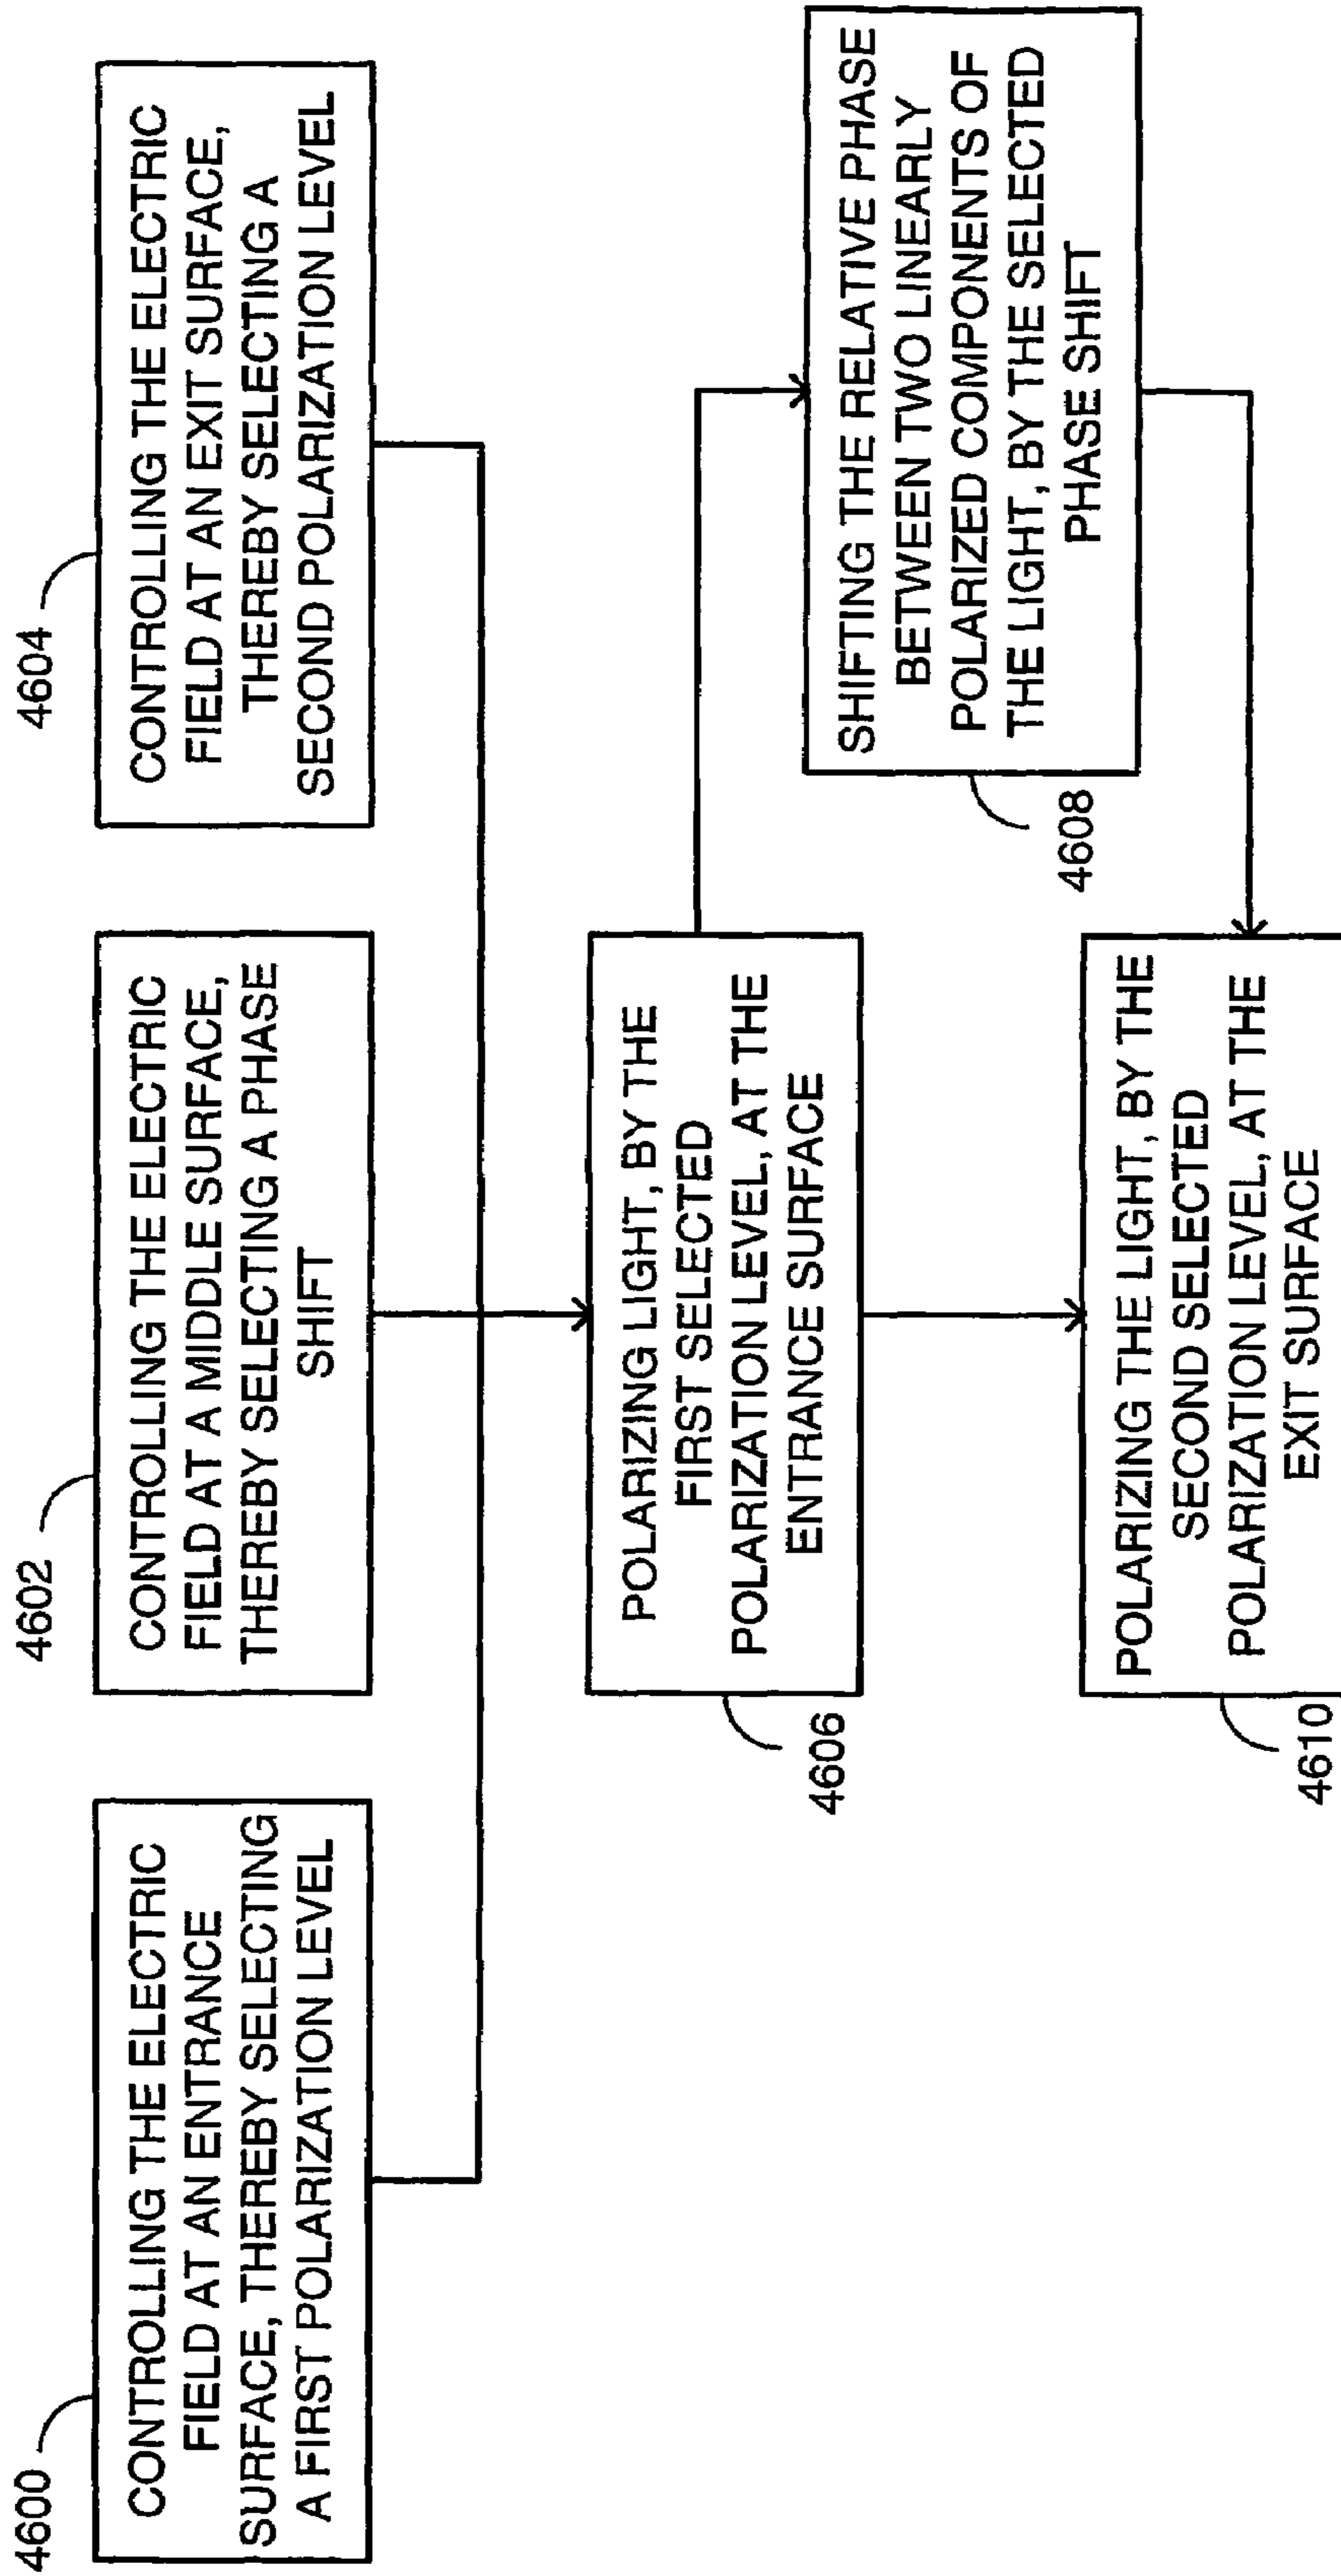 4600
CONTROLLING THE ELECTRIC
FIELD AT AN ENTRANCE
SURFACE, THEREBY SELECTING
A FIRST POLARIZATION LEVEL
4602
CONTROLLING THE ELECTRIC
FIELD AT A MIDDLE SURFACE,
THEREBY SELECTING A PHASE
SHIFT
4604
CONTROLLING THE ELECTRIC
FIELD AT AN EXIT SURFACE,
THEREBY SELECTING A
SECOND POLARIZATION LEVEL
4606
POLARIZING LIGHT, BY THE
FIRST SELECTED
POLARIZATION LEVEL, AT THE
ENTRANCE SURFACE
4608
SHIFTING THE RELATIVE PHASE
BETWEEN TWO LINEARLY
POLARIZED COMPONENTS OF
THE LIGHT, BY THE SELECTED
PHASE SHIFT
4610
POLARIZING THE LIGHT, BY THE
SECOND SELECTED
POLARIZATION LEVEL, AT THE
EXIT SURFACE